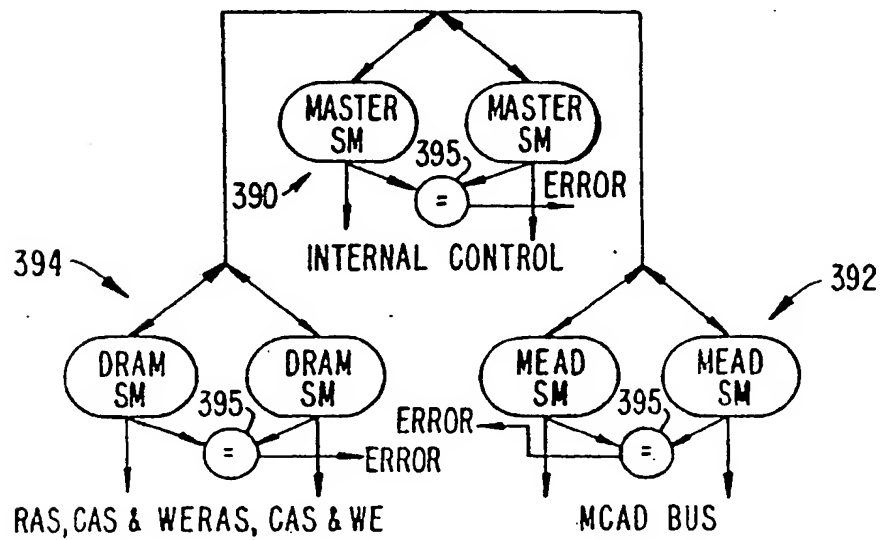 MASTER SM
MASTER SM
395
=
390
ERROR
INTERNAL CONTROL
394
392
DRAM SM
DRAM SM
395
=
ERROR
RAS, CAS & WERAS, CAS & WE
MEAD SM
MEAD SM
395
=
ERROR
MCAD BUS